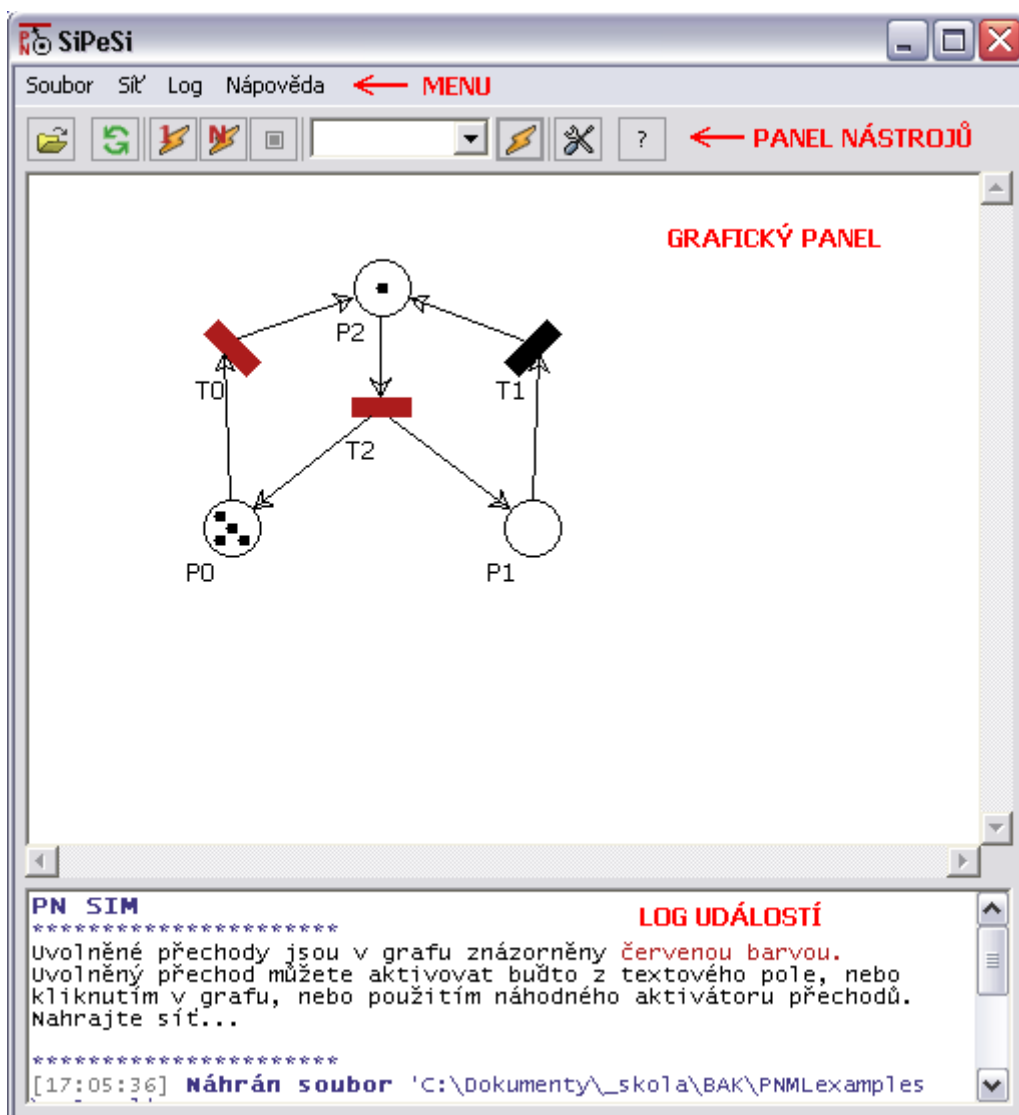 SiPeSi
Soubor Síť Log Nápověda MENU
1 N ? PANEL NÁSTROJŮ
GRAFICKÝ PANEL
P2
T0
T1
T2
P0
P1
PN SIM
LOG UDÁLOSTÍ
***********************
Uvolněné přechody jsou v grafu znázorněny červenou barvou.
Uvolněný přechod můžete aktivovat buďto z textového pole, nebo
kliknutím v grafu, nebo použitím náhodného aktivátoru přechodů.
Nahrajte síť...
***********************
[17:05:36] Náhrán soubor 'C:\Dokumenty\_skola\BAK\PNMLexamples